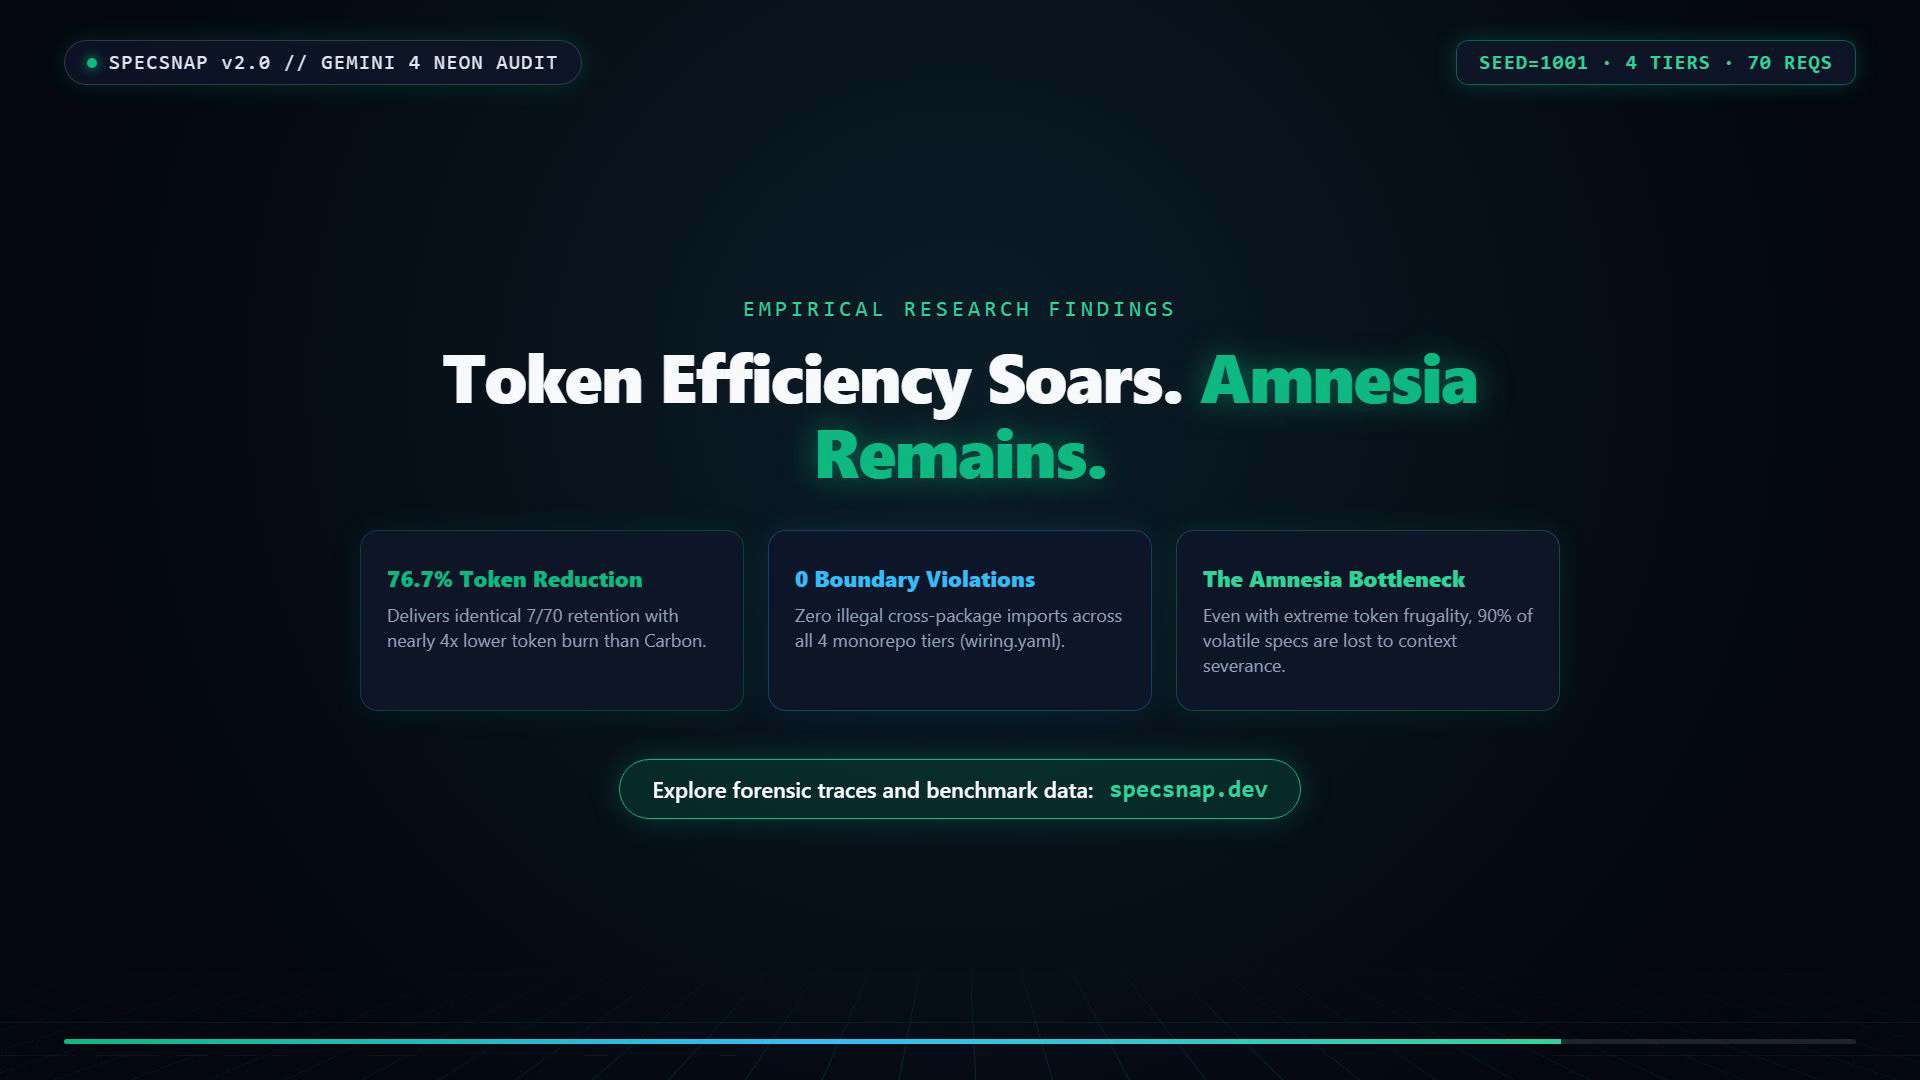 SPECSNAP v2.0 // GEMINI 4 NEON AUDIT
SEED=1001 · 4 TIERS · 70 REQS
EMPIRICAL RESEARCH FINDINGS
Token Efficiency Soars. Amnesia
Remains.
76.7% Token Reduction
Delivers identical 7/70 retention with
nearly 4x lower token burn than Carbon.
0 Boundary Violations
Zero illegal cross-package imports across
all 4 monorepo tiers (wiring.yaml).
The Amnesia Bottleneck
Even with extreme token frugality, 90% of
volatile specs are lost to context
severance.
Explore forensic traces and benchmark data: specsnap.dev